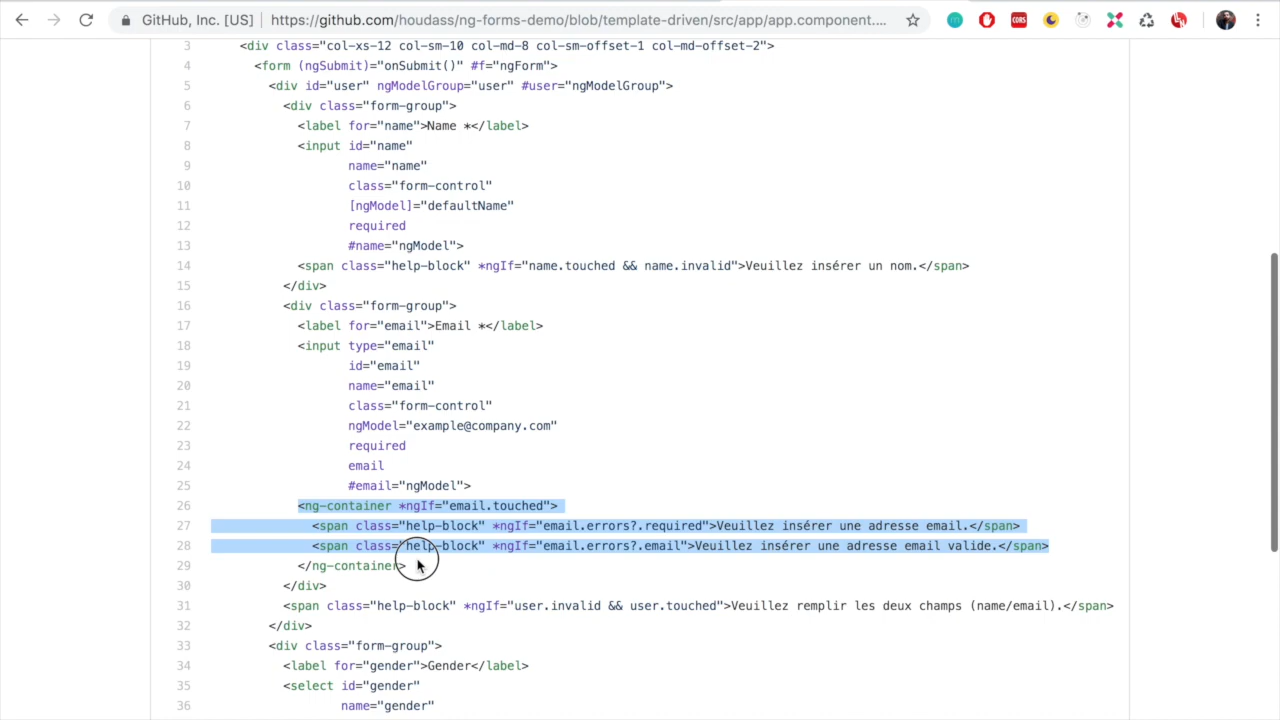 GitHub, Inc. [US] | https://github.com/houdass/ng-forms-demo/blob/template-driven/src/app/app.component....
CORS
3 <div class="col-xs-12 col-sm-10 col-md-8 col-sm-offset-1 col-md-offset-2">
4 <form (ngSubmit)="onSubmit()" #f="ngForm">
5 <div id="user" ngModelGroup="user" #user="ngModelGroup">
6 <div class="form-group">
7 <label for="name">Name *</label>
8 <input id="name"
9 name="name"
10 class="form-control"
11 [ngModel]="defaultName"
12 required
13 #name="ngModel">
14 <span class="help-block" *ngIf="name.touched && name.invalid">Veuillez insérer un nom.</span>
15 </div>
16 <div class="form-group">
17 <label for="email">Email *</label>
18 <input type="email"
19 id="email"
20 name="email"
21 class="form-control"
22 ngModel="example@company.com"
23 required
24 email
25 #email="ngModel">
26 <ng-container *ngIf="email.touched">
27 <span class="help-block" *ngIf="email.errors?.required">Veuillez insérer une adresse email.</span>
28 <span class="help-block" *ngIf="email.errors?.email">Veuillez insérer une adresse email valide.</span>
29 </ng-container>
30 </div>
31 <span class="help-block" *ngIf="user.invalid && user.touched">Veuillez remplir les deux champs (name/email).</span>
32 </div>
33 <div class="form-group">
34 <label for="gender">Gender</label>
35 <select id="gender"
36 name="gender"